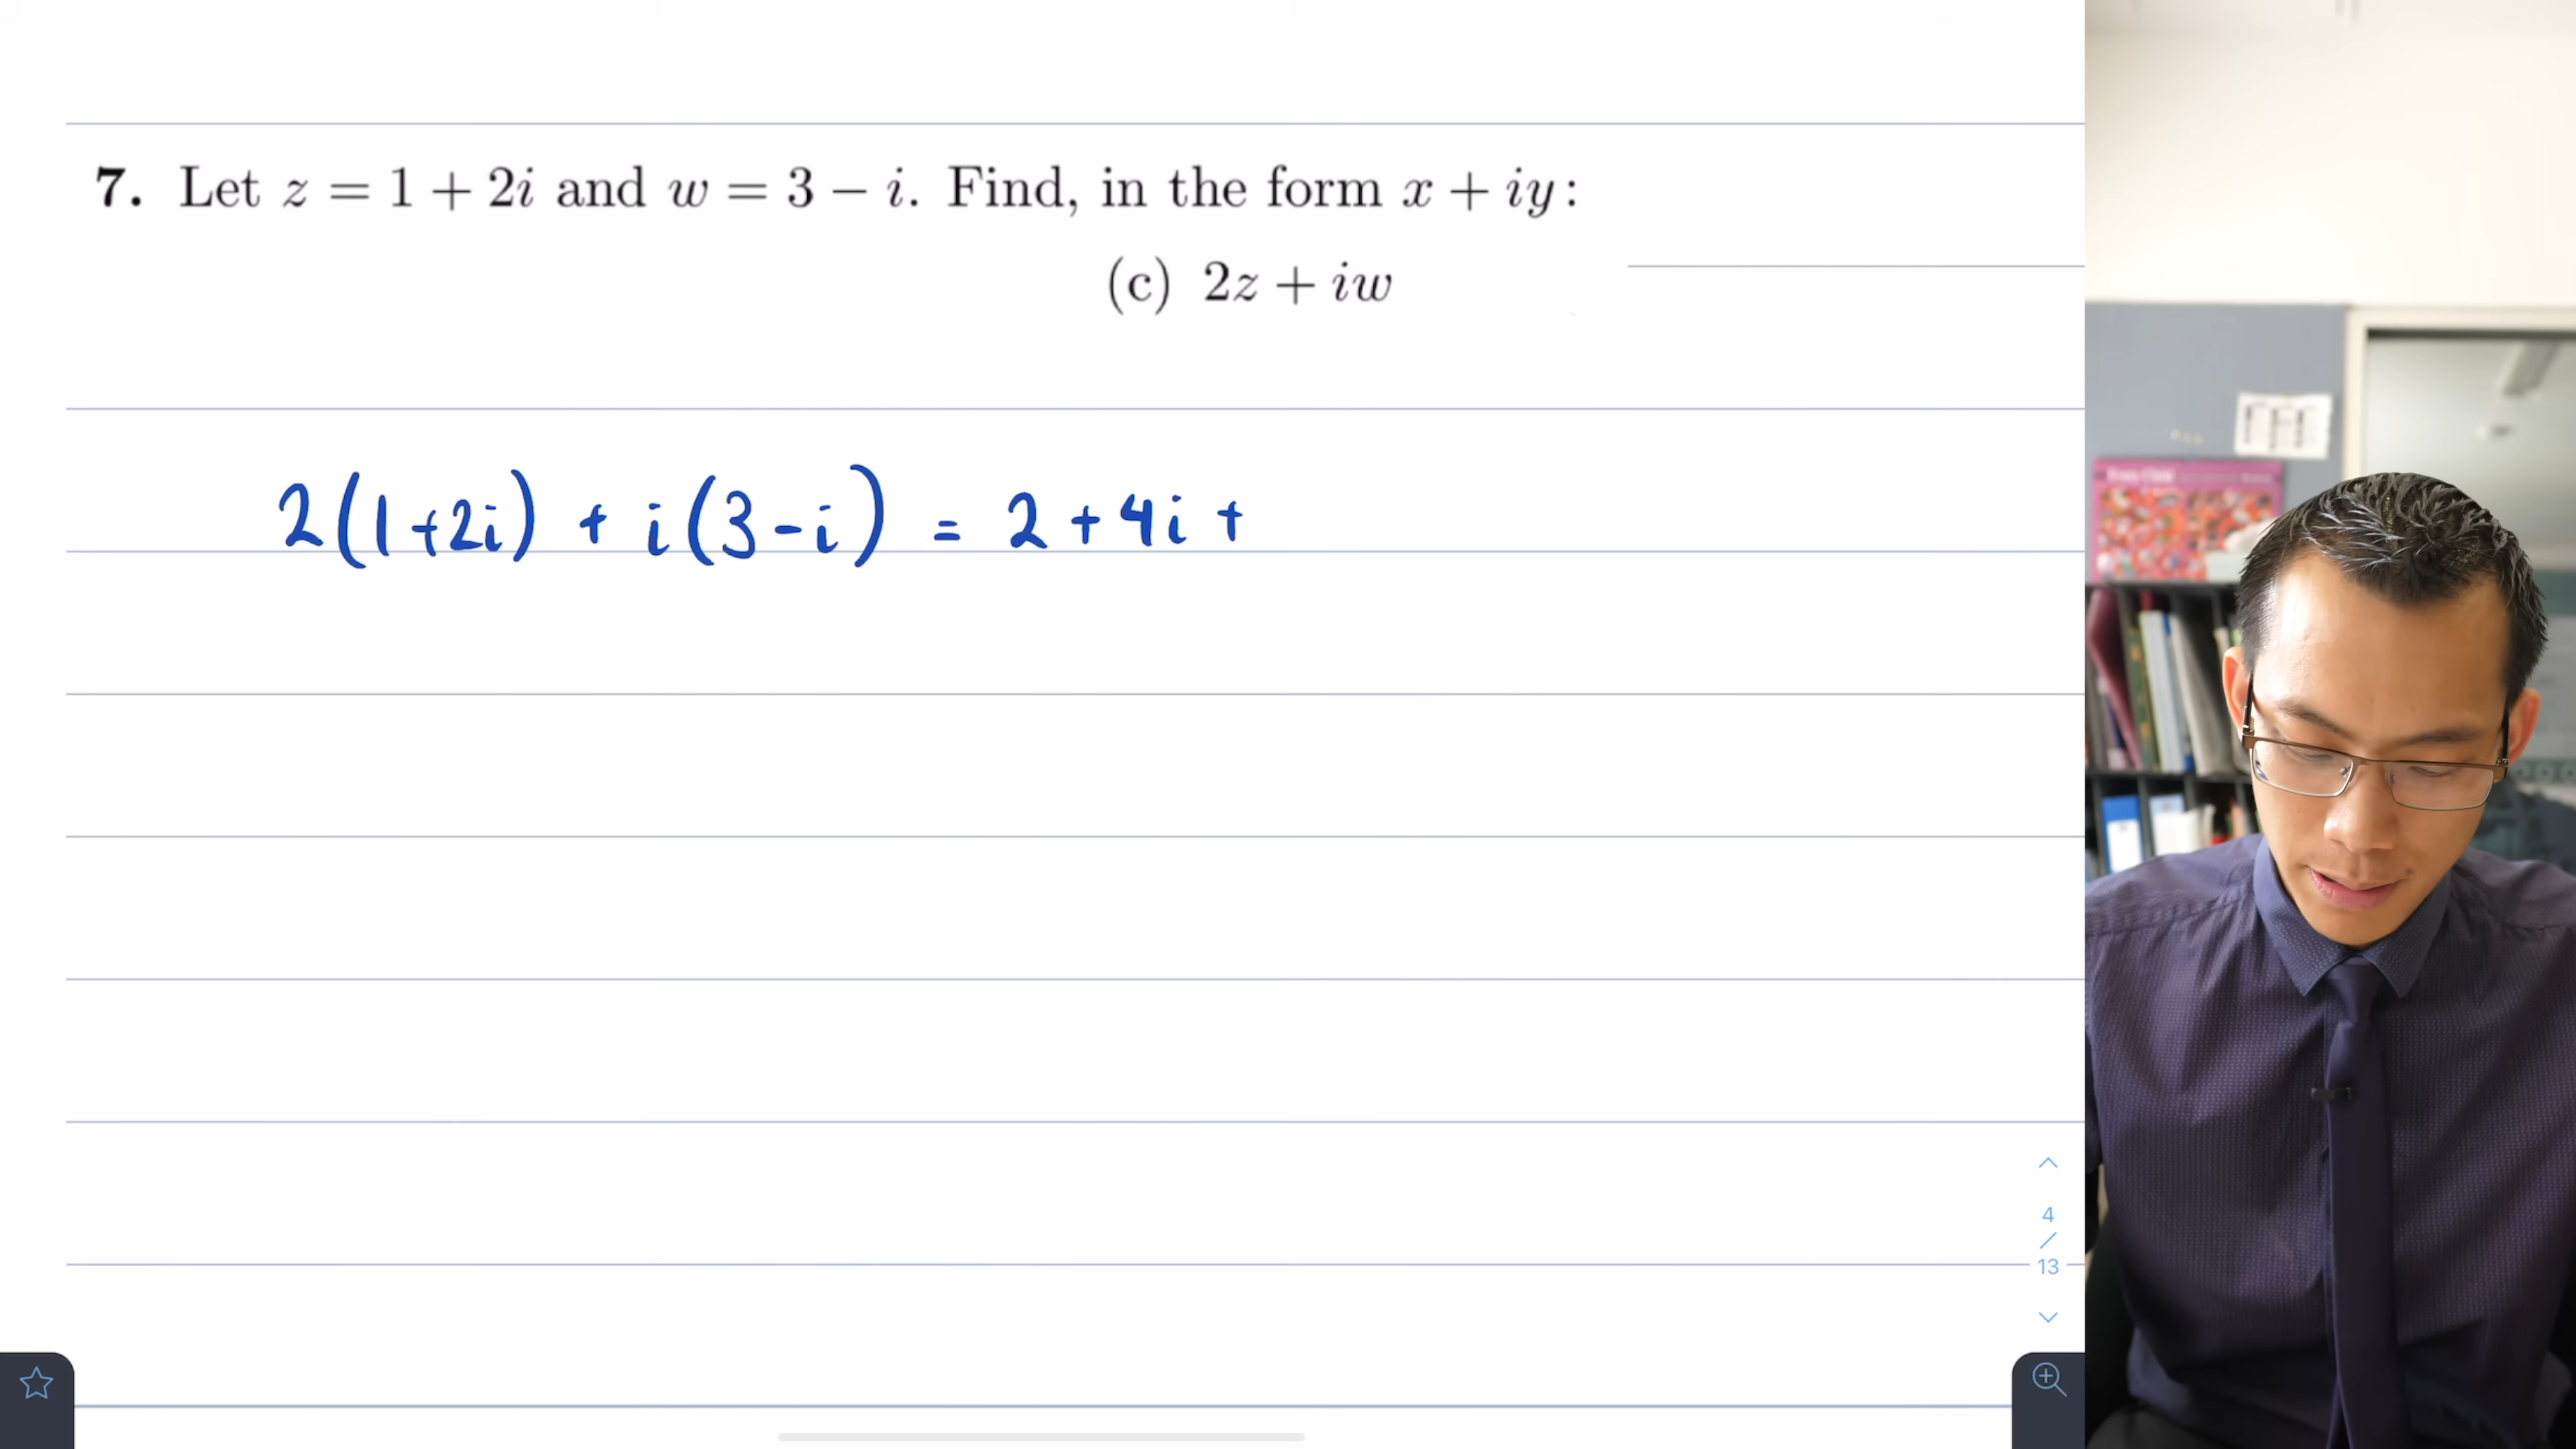 7. Let z = 1 + 2i and w = 3 − i. Find, in the form x + iy:
(c) 2z + iw
2(1+2i) + i(3-i) = 2 + 4i +
4
/
13